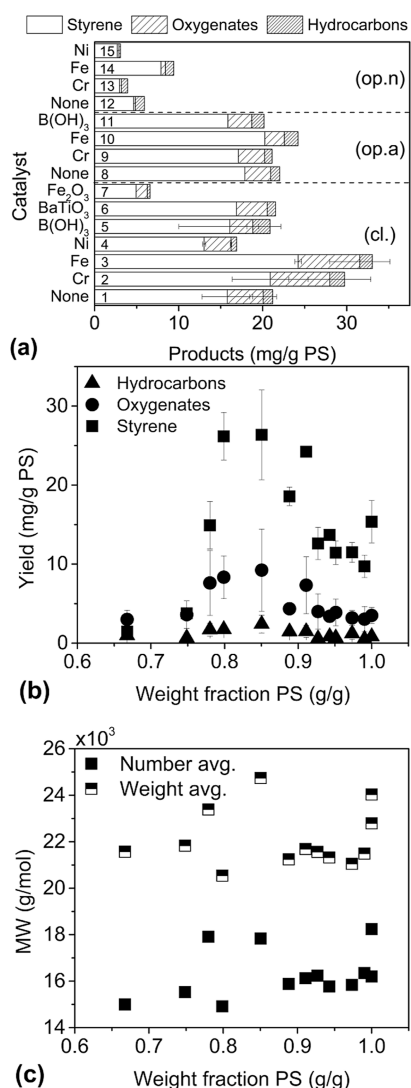 Styrene Oxygenates Hydrocarbons
Ni 15
Fe 14 (op.n)
Cr 13
None 12
B(OH)₃ 11
Fe 10 (op.a)
Cr 9
None 8
Fe₂O₃ 7
BaTiO₃ 6
B(OH)₃ 5 (cl.)
Ni 4
Fe 3
Cr 2
None 1
Catalyst
0 10 20 30
(a) Products (mg/g PS)
Hydrocarbons
Oxygenates
Styrene
30
20
10
0
Yield (mg/g PS)
0.6 0.7 0.8 0.9 1.0
(b) Weight fraction PS (g/g)
x10³
26
24
22
20
18
16
14
Number avg.
Weight avg.
MW (g/mol)
0.6 0.7 0.8 0.9 1.0
(c) Weight fraction PS (g/g)